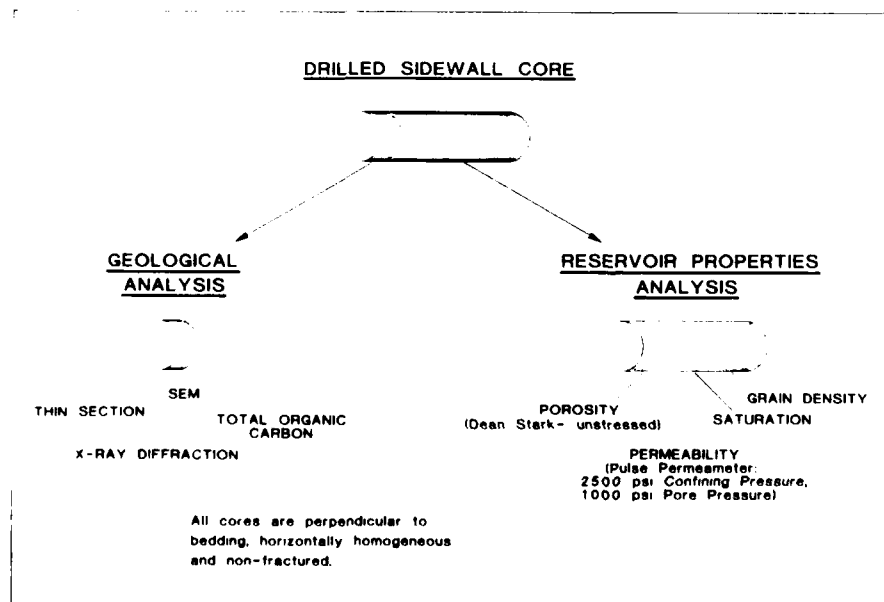 DRILLED SIDEWALL CORE
GEOLOGICAL
ANALYSIS
SEM
THIN SECTION
TOTAL ORGANIC
CARBON
X-RAY DIFFRACTION
RESERVOIR PROPERTIES
ANALYSIS
GRAIN DENSITY
POROSITY
(Dean Stark- unstressed)
SATURATION
PERMEABILITY
(Pulse Permeameter:
2500 psi Confining Pressure,
1000 psi Pore Pressure)
All cores are perpendicular to
bedding, horizontally homogeneous
and non-fractured.